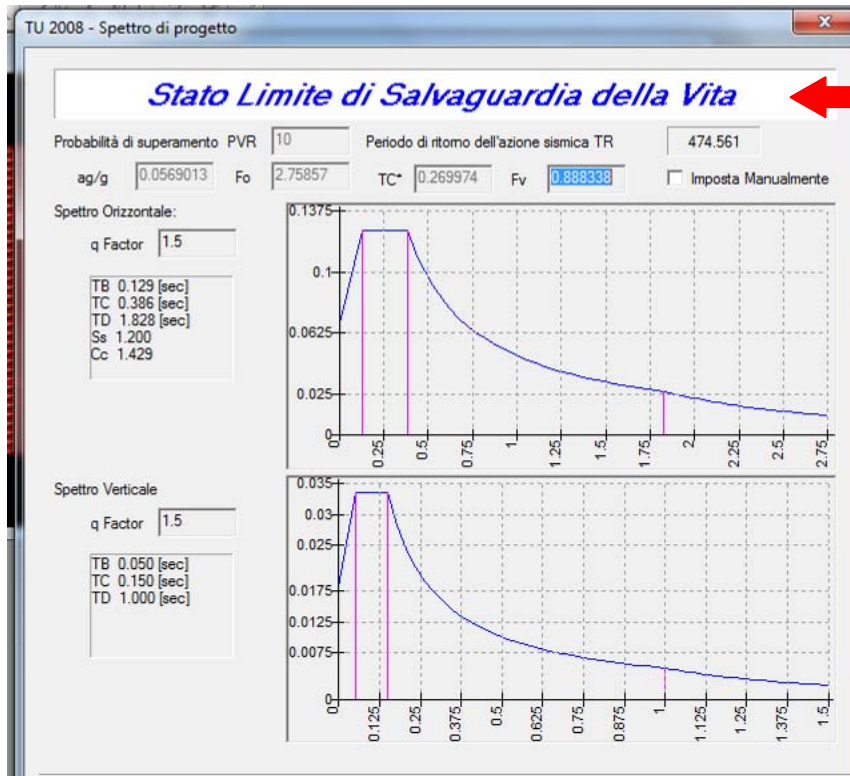 TU 2008 - Spettro di progetto
Stato Limite di Salvaguardia della Vita
Probabilità di superamento PVR 10 Periodo di ritorno dell'azione sismica TR 474.561
ag/g 0.0569013 Fo 2.75857 TC* 0.269974 Fv 0.888338 Imposta Manualmente
Spettro Orizzontale:
q Factor 1.5
TB 0.129 [sec]
TC 0.386 [sec]
TD 1.828 [sec]
Ss 1.200
Cc 1.429
0.1375
0.1
0.0625
0.025
0
0 0.25 0.5 0.75 1 1.25 1.5 1.75 2 2.25 2.5 2.75
Spettro Verticale
q Factor 1.5
TB 0.050 [sec]
TC 0.150 [sec]
TD 1.000 [sec]
0.035
0.03
0.025
0.0175
0.0125
0.0075
0
0 0.125 0.25 0.375 0.5 0.625 0.75 0.875 1 1.125 1.25 1.375 1.5